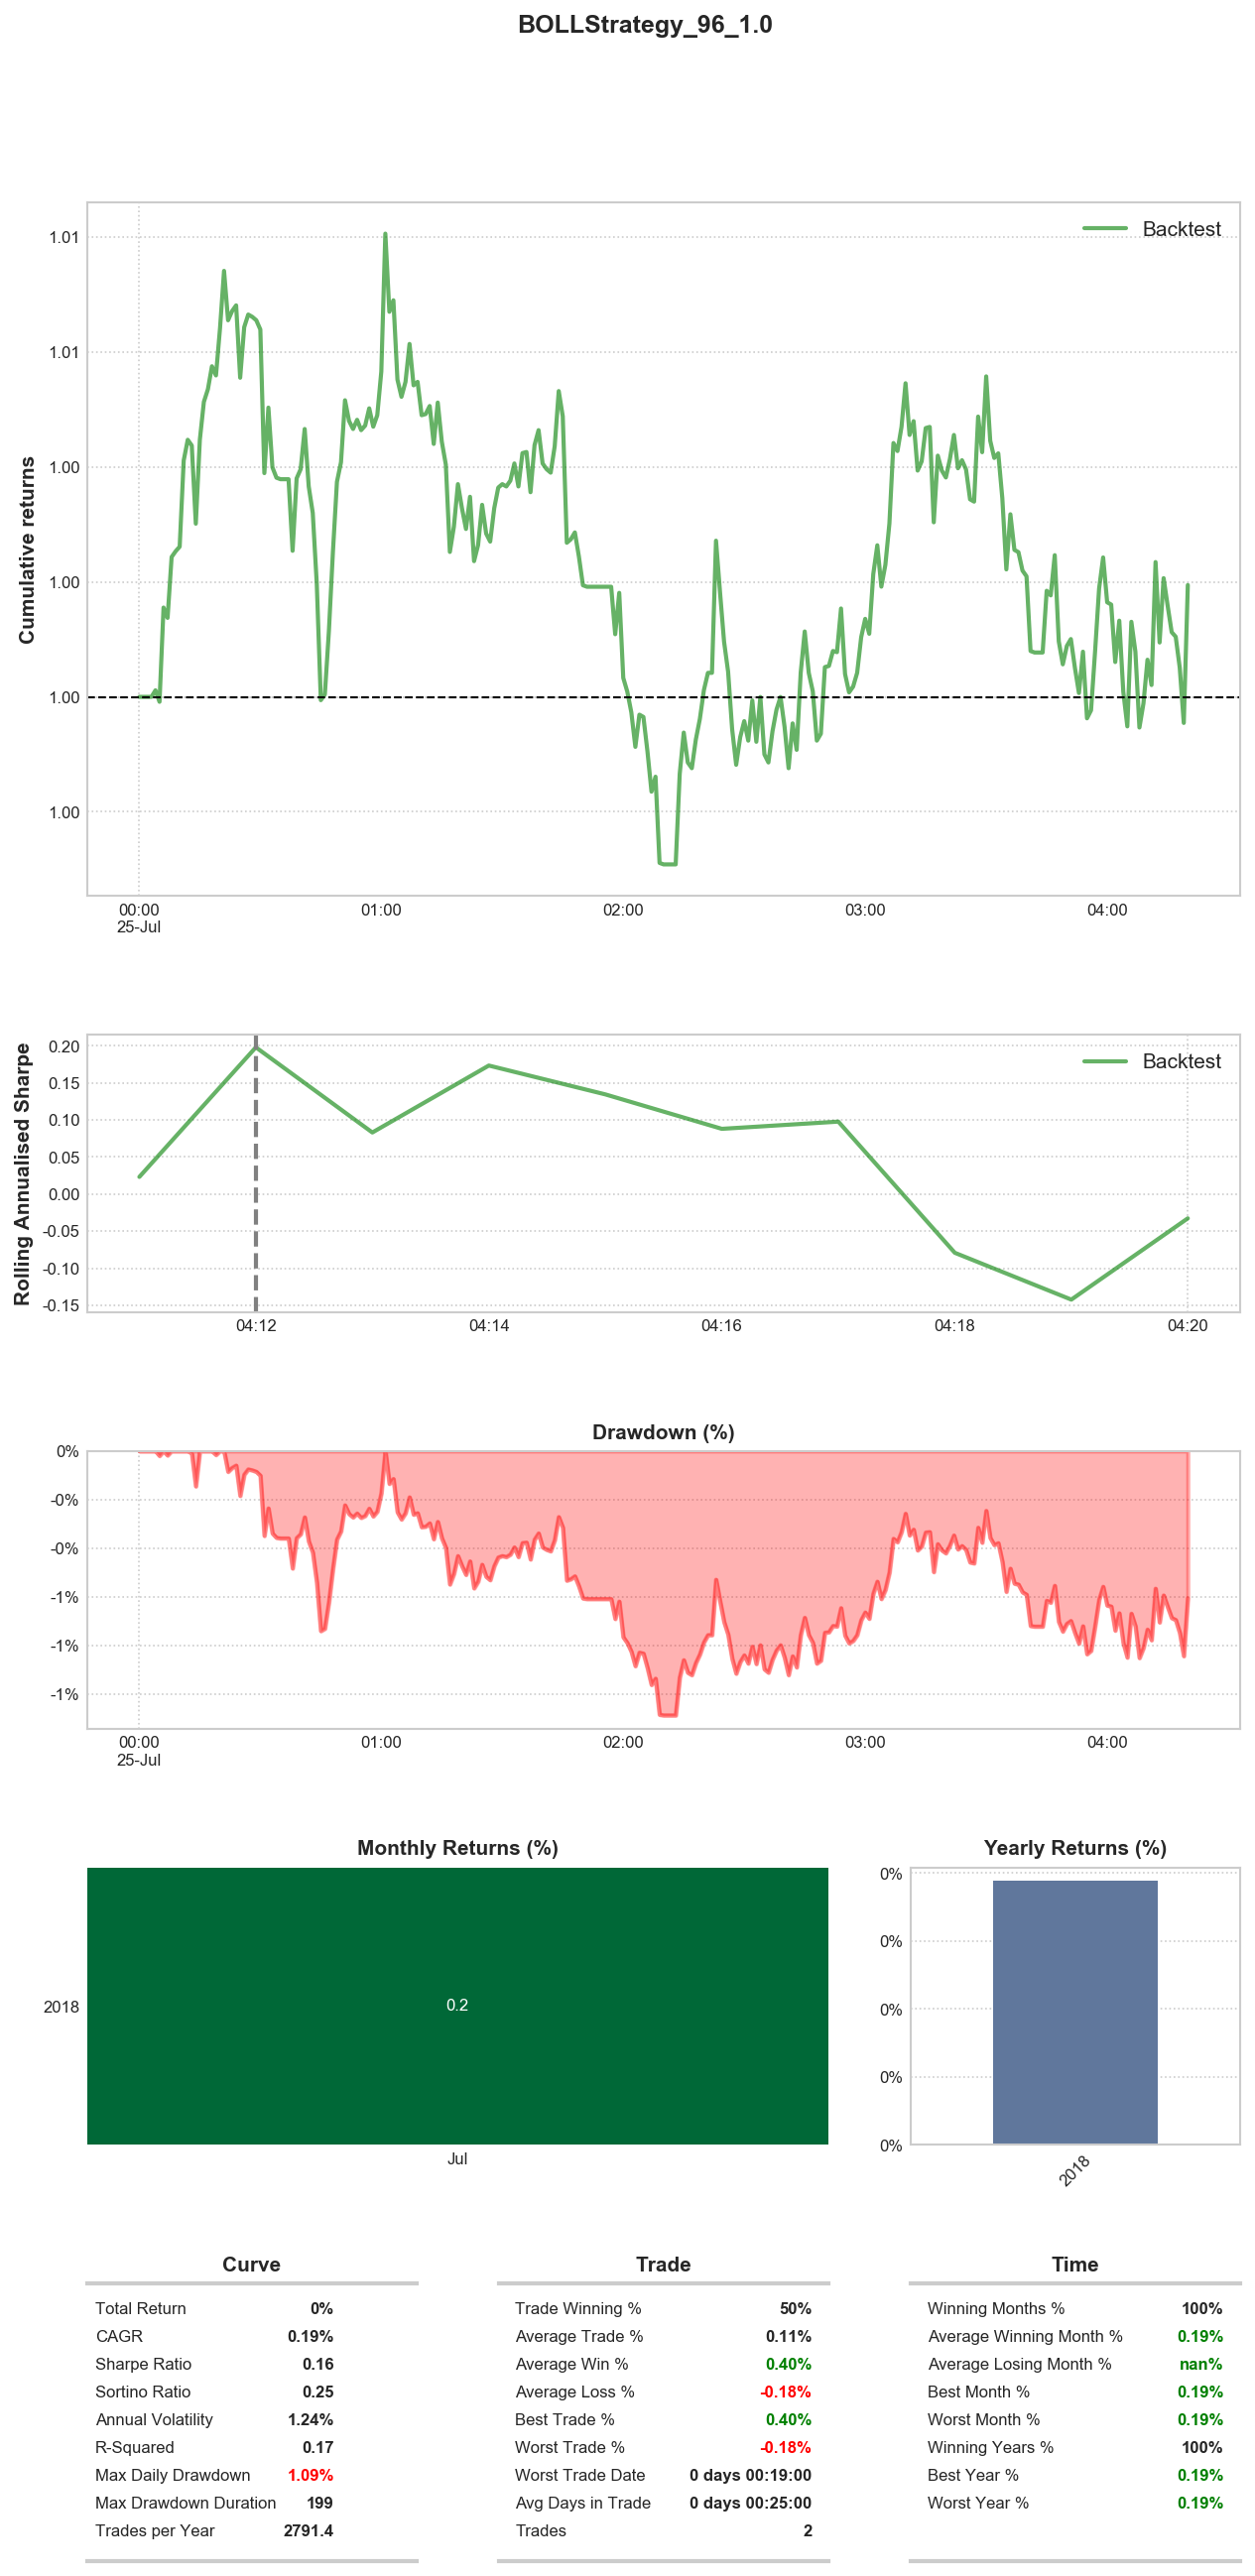 BOLLStrategy_96_1.0
Cumulative returns
1.01
1.01
1.00
1.00
1.00
1.00
Backtest
00:00 01:00 02:00 03:00 04:00
25-Jul
Rolling Annualised Sharpe
0.20
0.15
0.10
0.05
0.00
-0.05
-0.10
-0.15
Backtest
04:12 04:14 04:16 04:18 04:20
Drawdown (%)
0%
-0%
-0%
-1%
-1%
-1%
00:00 01:00 02:00 03:00 04:00
25-Jul
Monthly Returns (%)
2018
0.2
Jul
Yearly Returns (%)
0%
0%
0%
0%
0%
2018
Curve
Total Return 0%
CAGR 0.19%
Sharpe Ratio 0.16
Sortino Ratio 0.25
Annual Volatility 1.24%
R-Squared 0.17
Max Daily Drawdown 1.09%
Max Drawdown Duration 199
Trades per Year 2791.4
Trade
Trade Winning % 50%
Average Trade % 0.11%
Average Win % 0.40%
Average Loss % -0.18%
Best Trade % 0.40%
Worst Trade % -0.18%
Worst Trade Date 0 days 00:19:00
Avg Days in Trade 0 days 00:25:00
Trades 2
Time
Winning Months % 100%
Average Winning Month % 0.19%
Average Losing Month % nan%
Best Month % 0.19%
Worst Month % 0.19%
Winning Years % 100%
Best Year % 0.19%
Worst Year % 0.19%